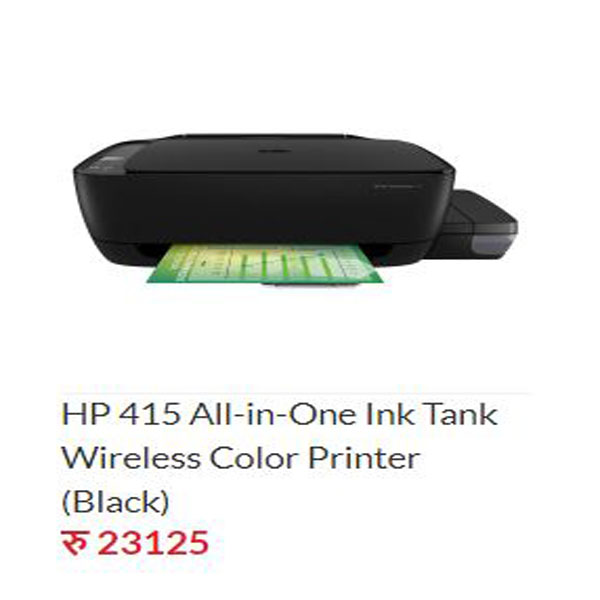 HP 415 All-in-One Ink Tank
Wireless Color Printer
(Black)
रु 23125